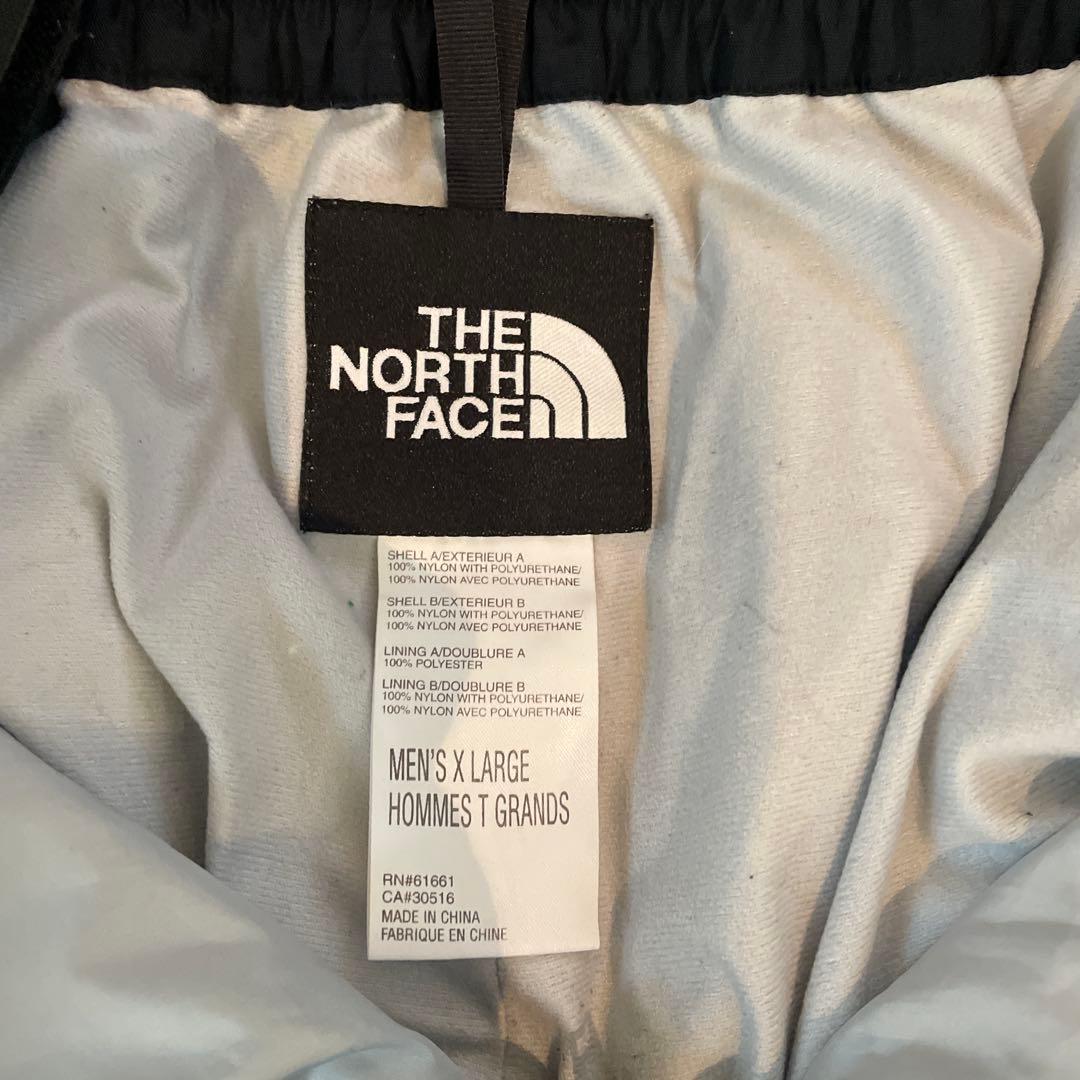 THE
NORTH
FACE
SHELL A/EXTERIEUR A
100% NYLON WITH POLYURETHANE/
100% NYLON AVEC POLYURETHANE
SHELL B/EXTERIEUR B
100% NYLON WITH POLYURETHANE/
100% NYLON AVEC POLYURETHANE
LINING A/DOUBLURE A
100% POLYESTER
LINING B/DOUBLURE B
100% NYLON WITH POLYURETHANE/
100% NYLON AVEC POLYURETHANE
MEN'S X LARGE
HOMMES T GRANDS
RN#61661
CA#30516
MADE IN CHINA
FABRIQUE EN CHINE